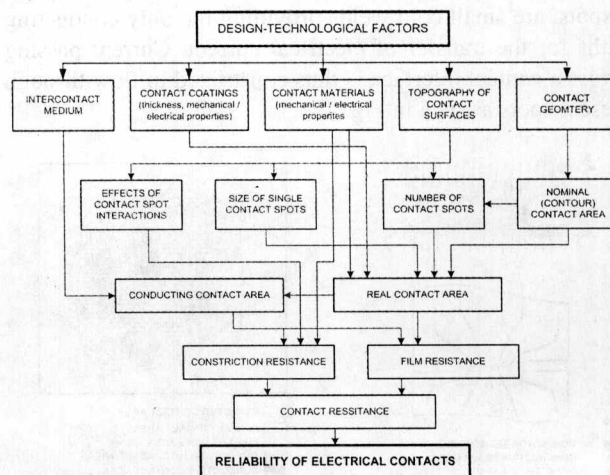 DESIGN-TECHNOLOGICAL FACTORS
INTERCONTACT
MEDIUM
CONTACT COATINGS
(thickness, mechanical /
electrical properties)
CONTACT MATERIALS
(mechanical / electrical
properites)
TOPOGRAPHY OF
CONTACT
SURFACES
CONTACT
GEOMTERY
EFFECTS OF
CONTACT SPOT
INTERACTIONS
SIZE OF SINGLE
CONTACT SPOTS
NUMBER OF
CONTACT SPOTS
NOMINAL
(CONTOUR)
CONTACT AREA
CONDUCTING CONTACT AREA
REAL CONTACT AREA
CONSTRICTION RESISTANCE
FILM RESISTANCE
CONTACT RESSITANCE
RELIABILITY OF ELECTRICAL CONTACTS